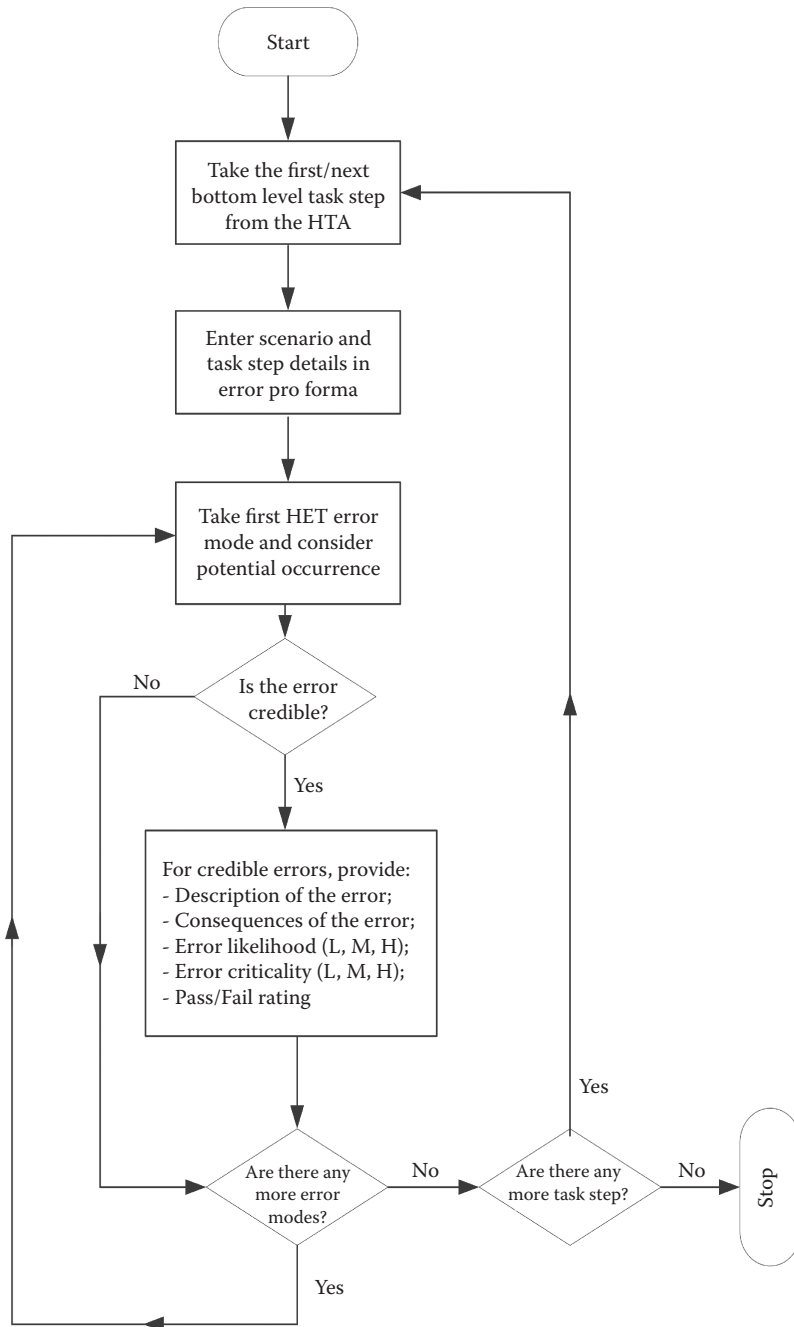 Start
Take the first/next
bottom level task step
from the HTA
Enter scenario and
task step details in
error pro forma
Take first HET error
mode and consider
potential occurrence
No
Is the error
credible?
Yes
For credible errors, provide:
- Description of the error;
- Consequences of the error;
- Error likelihood (L, M, H);
- Error criticality (L, M, H);
- Pass/Fail rating
Yes
Are there any
more error
modes?
No
Are there any
more task step?
No
Stop
Yes